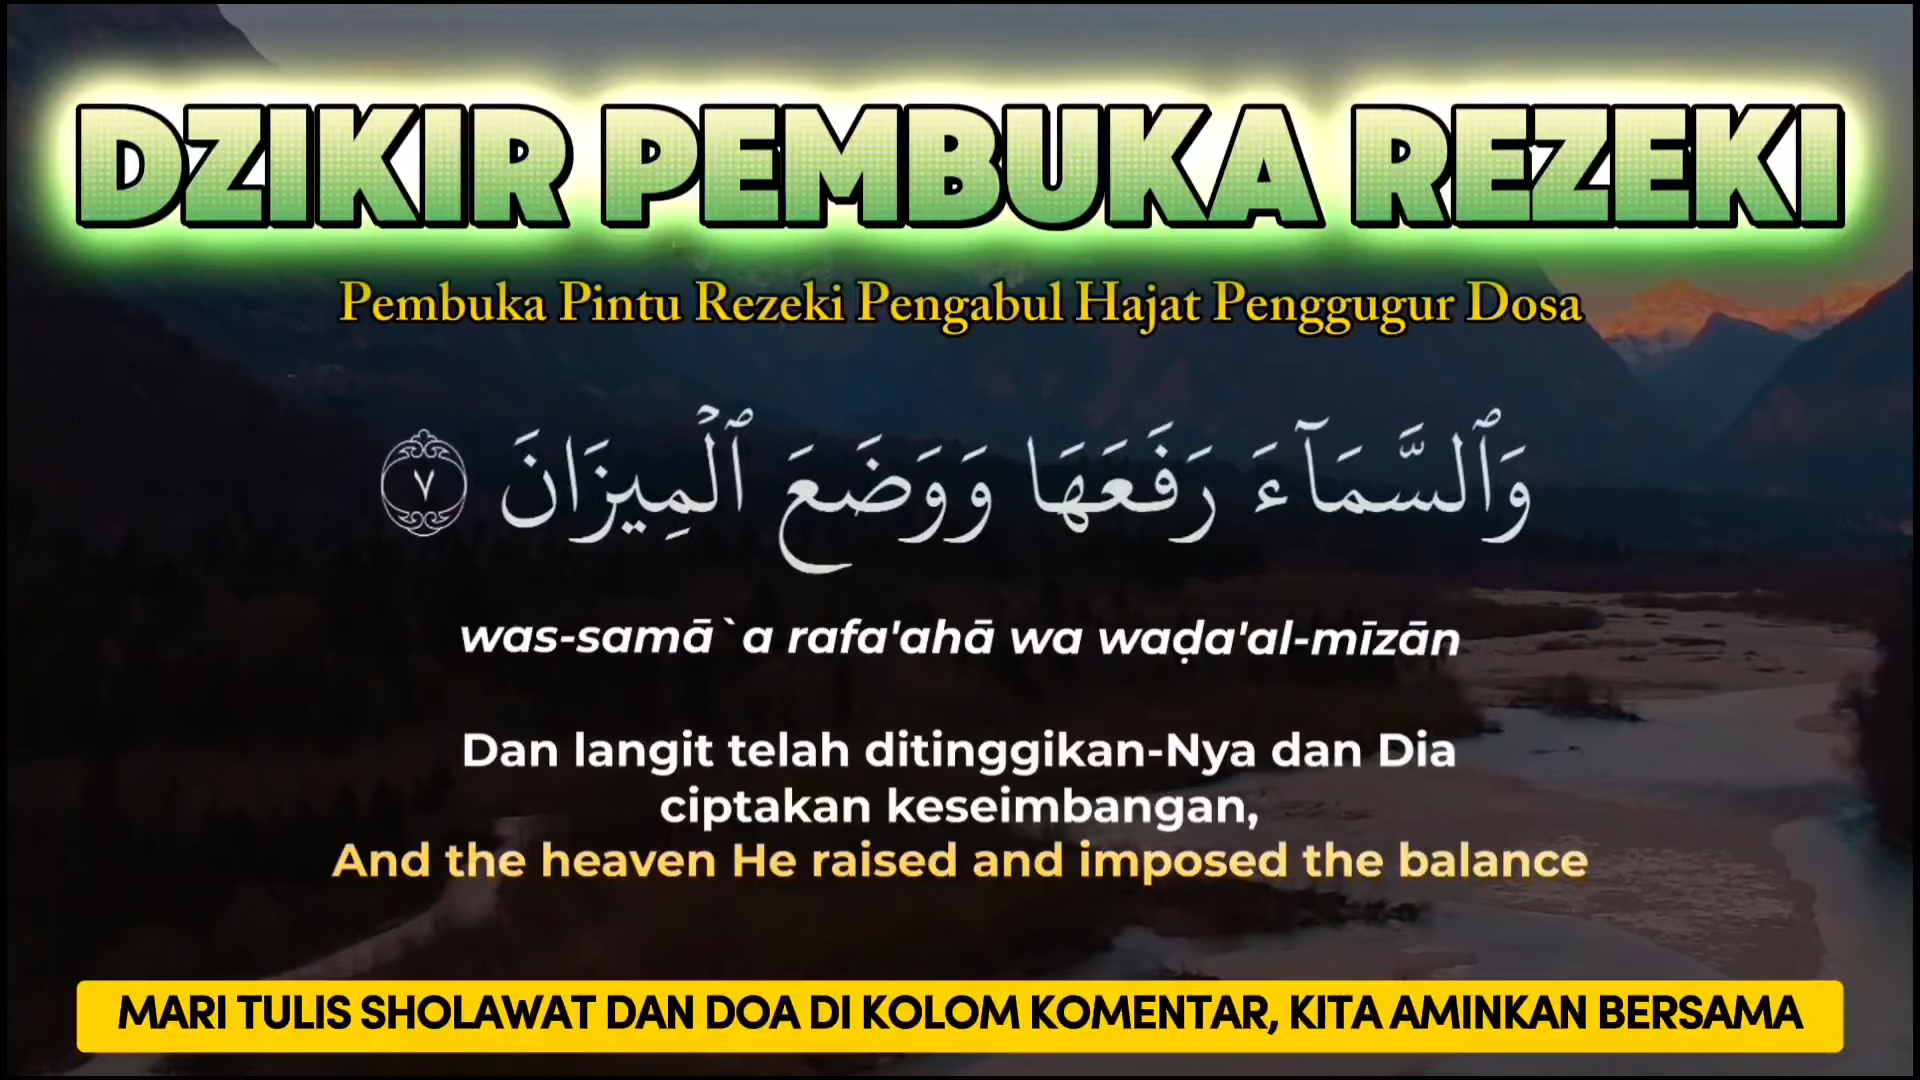 DZIKIR PEMBUKA REZEKI
Pembuka Pintu Rezeki Pengabul Hajat Penggugur Dosa
وَٱلسَّمَآءَ رَفَعَهَا وَوَضَعَ ٱلْمِيزَانَ ٧
was-samā`a rafa'ahā wa waḍa'al-mīzān
Dan langit telah ditinggikan-Nya dan Dia
ciptakan keseimbangan,
And the heaven He raised and imposed the balance
MARI TULIS SHOLAWAT DAN DOA DI KOLOM KOMENTAR, KITA AMINKAN BERSAMA